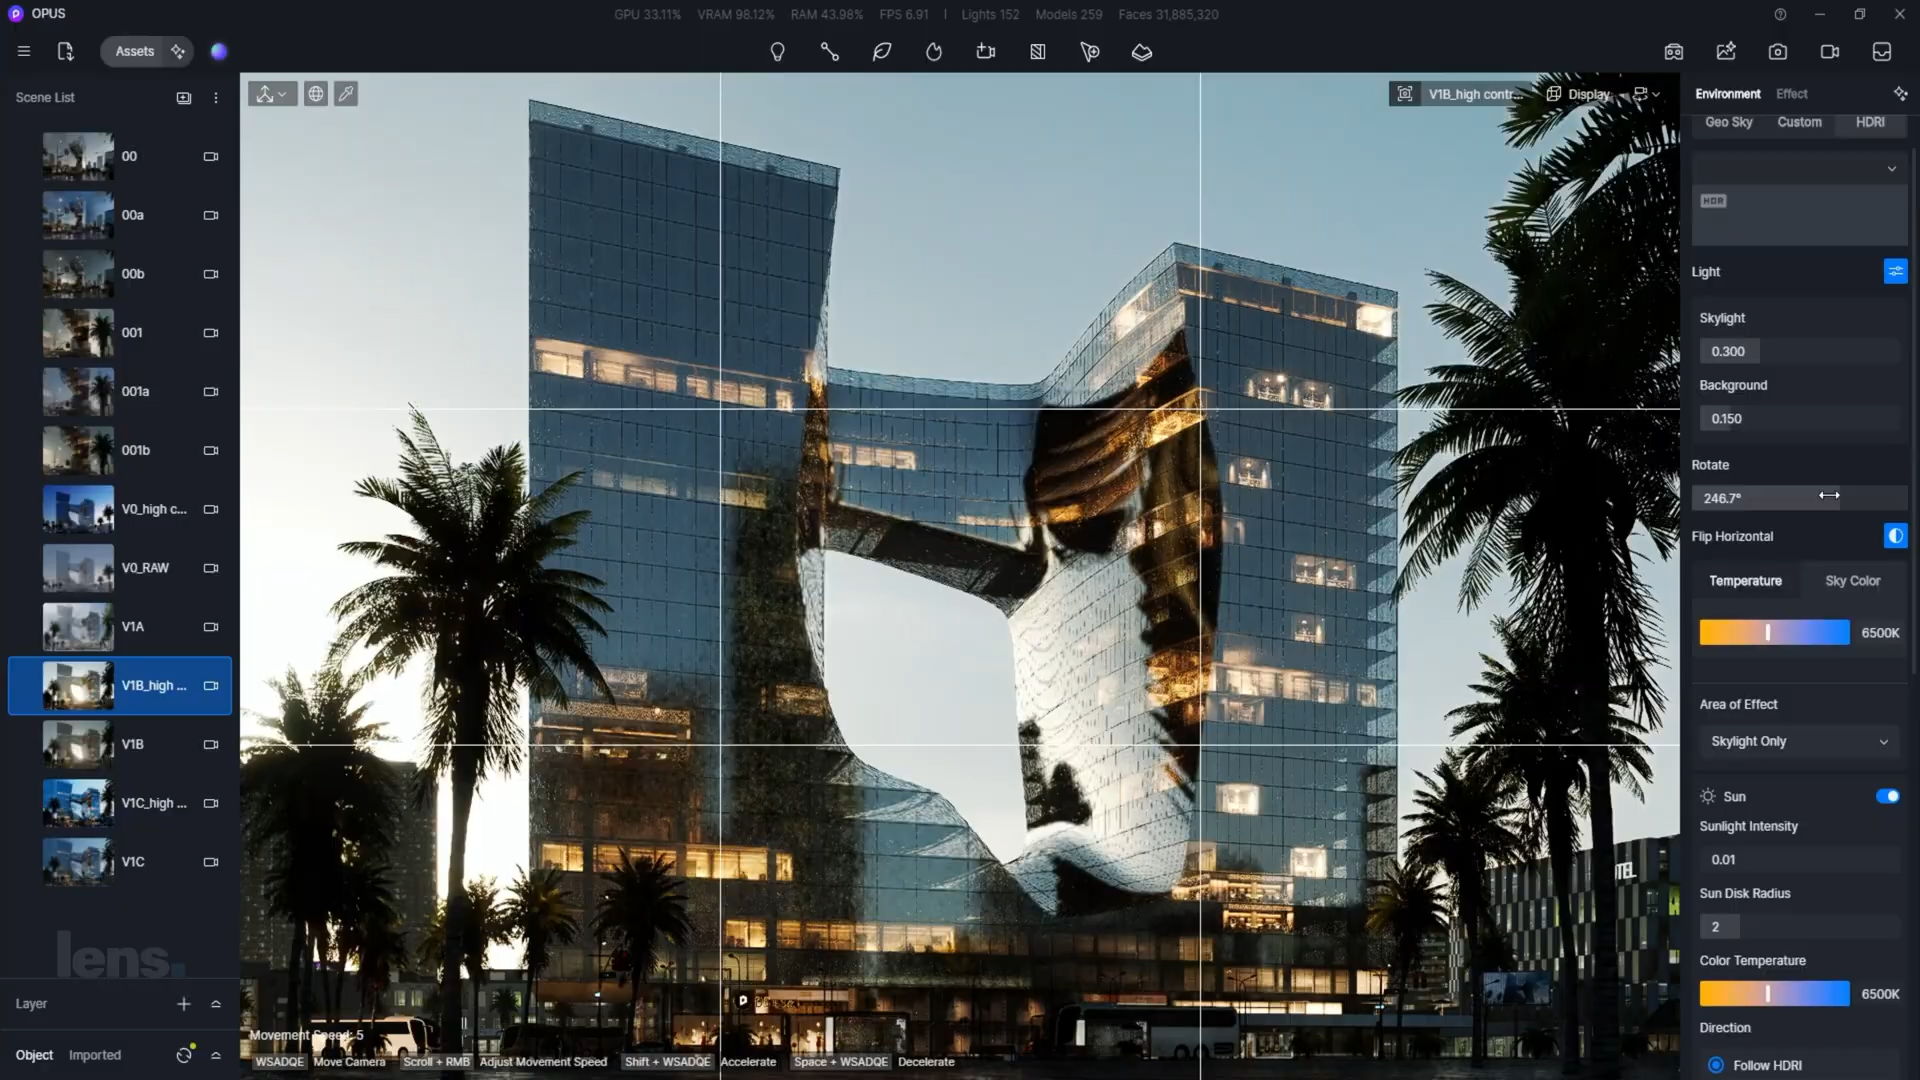 OPUS
GPU 33.11% VRAM 98.12% RAM 43.98% FPS 6.91 | Lights 152 Models 259 Faces 31,885,320
Assets
Scene List
00
00a
00b
001
001a
001b
V0_high c...
V0_RAW
V1A
V1B_high ...
V1B
V1C_high ...
V1C
lens.
Layer
Object Imported
V1B_high contr...
Display
Movement Speed: 5
WSADQE Move Camera Scroll + RMB Adjust Movement Speed Shift + WSADQE Accelerate Space + WSADQE Decelerate
Environment Effect
Geo Sky Custom HDRI
HDR
Light
Skylight
0.300
Background
0.150
Rotate
246.7°
Flip Horizontal
Temperature Sky Color
6500K
Area of Effect
Skylight Only
Sun
Sunlight Intensity
0.01
Sun Disk Radius
2
Color Temperature
6500K
Direction
Follow HDRI